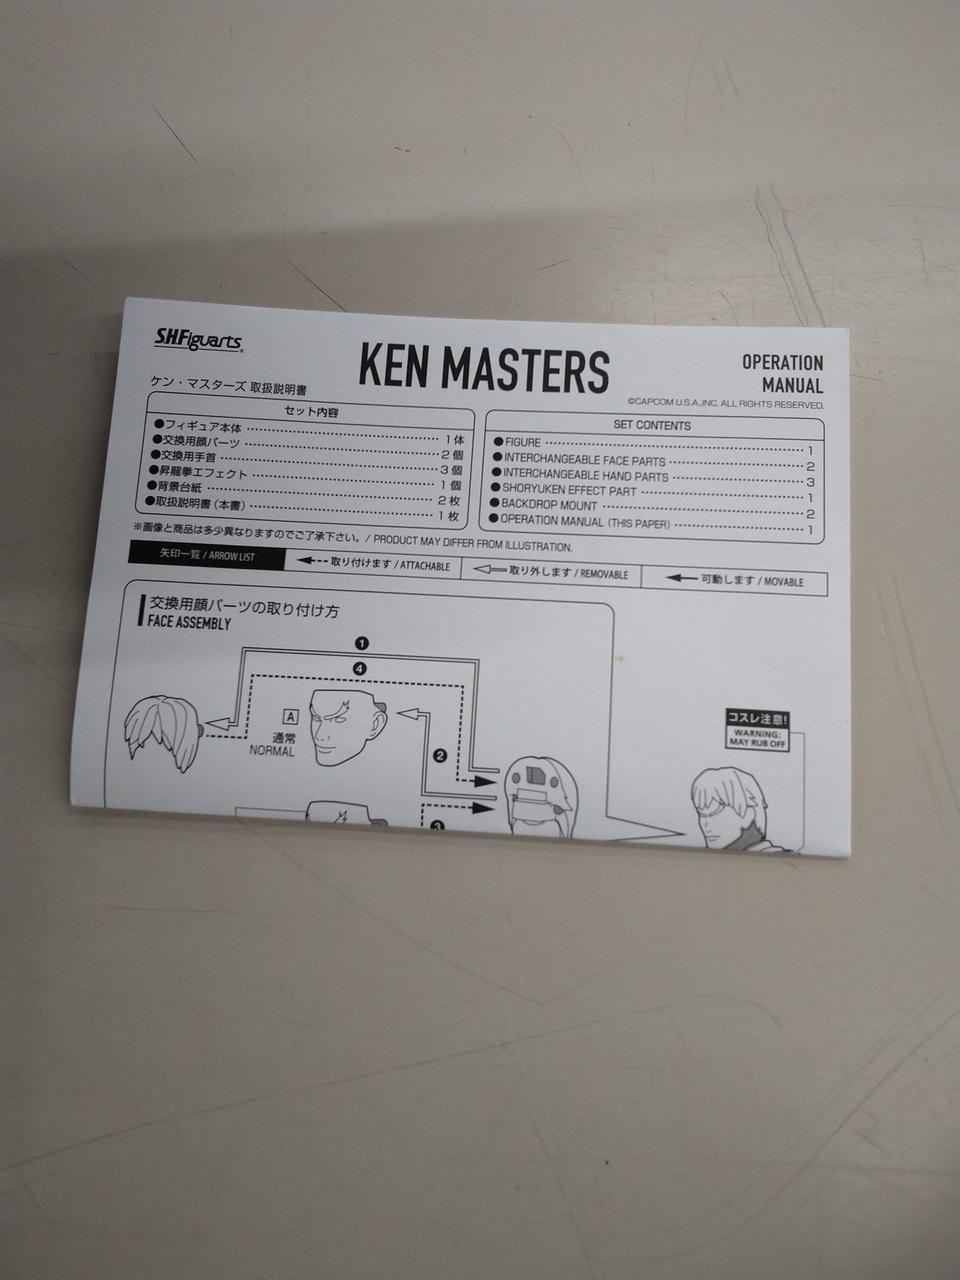 S.H.Figuarts
KEN MASTERS
OPERATION
MANUAL
©CAPCOM U.S.A.,INC. ALL RIGHTS RESERVED.
ケン・マスターズ 取扱説明書
セット内容
●フィギュア本体 1体
●交換用顔パーツ 2個
●交換用手首 3個
●昇龍拳エフェクト 1個
●背景台紙 2枚
●取扱説明書(本書) 1枚
SET CONTENTS
●FIGURE 1
●INTERCHANGEABLE FACE PARTS 2
●INTERCHANGEABLE HAND PARTS 3
●SHORYUKEN EFFECT PART 1
●BACKDROP MOUNT 2
●OPERATION MANUAL (THIS PAPER) 1
※画像と商品は多少異なりますのでご了承下さい。/ PRODUCT MAY DIFFER FROM ILLUSTRATION.
矢印一覧 / ARROW LIST
取り付けます / ATTACHABLE
取り外します / REMOVABLE
可動します / MOVABLE
交換用顔パーツの取り付け方
FACE ASSEMBLY
1
4
A
通常
NORMAL
2
3
コスレ注意!
WARNING:
MAY RUB OFF